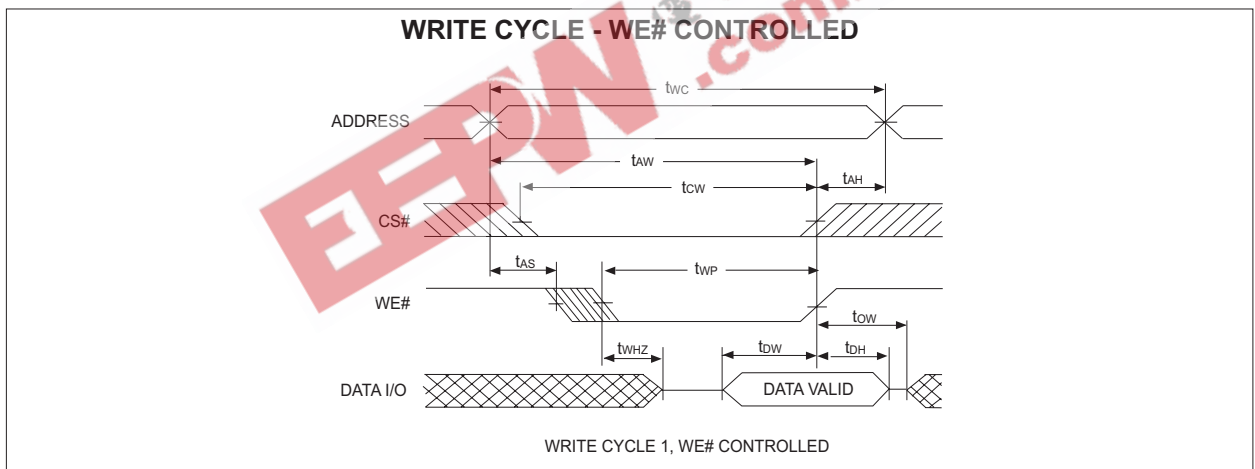 WRITE CYCLE - WE# CONTROLLED
EEPW .com
tWC
ADDRESS
tAW
tCW
tAH
CS#
tAS
tWP
WE#
tOW
tWHZ
tDW
tDH
DATA I/O
DATA VALID
WRITE CYCLE 1, WE# CONTROLLED